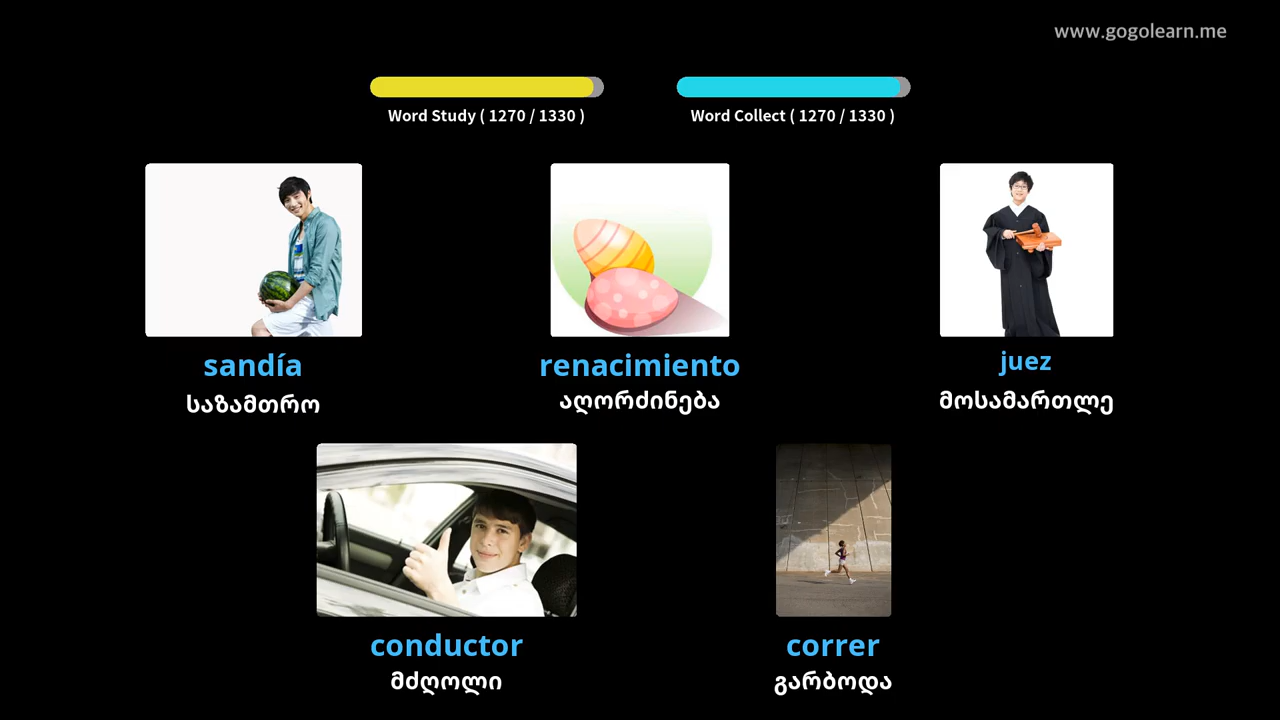 www.gogolearn.me
Word Study ( 1270 / 1330 )
Word Collect ( 1270 / 1330 )
sandía
renacimiento
juez
საზამთრო
აღორძინება
მოსამართლე
conductor
correr
მძღოლი
გარბოდა